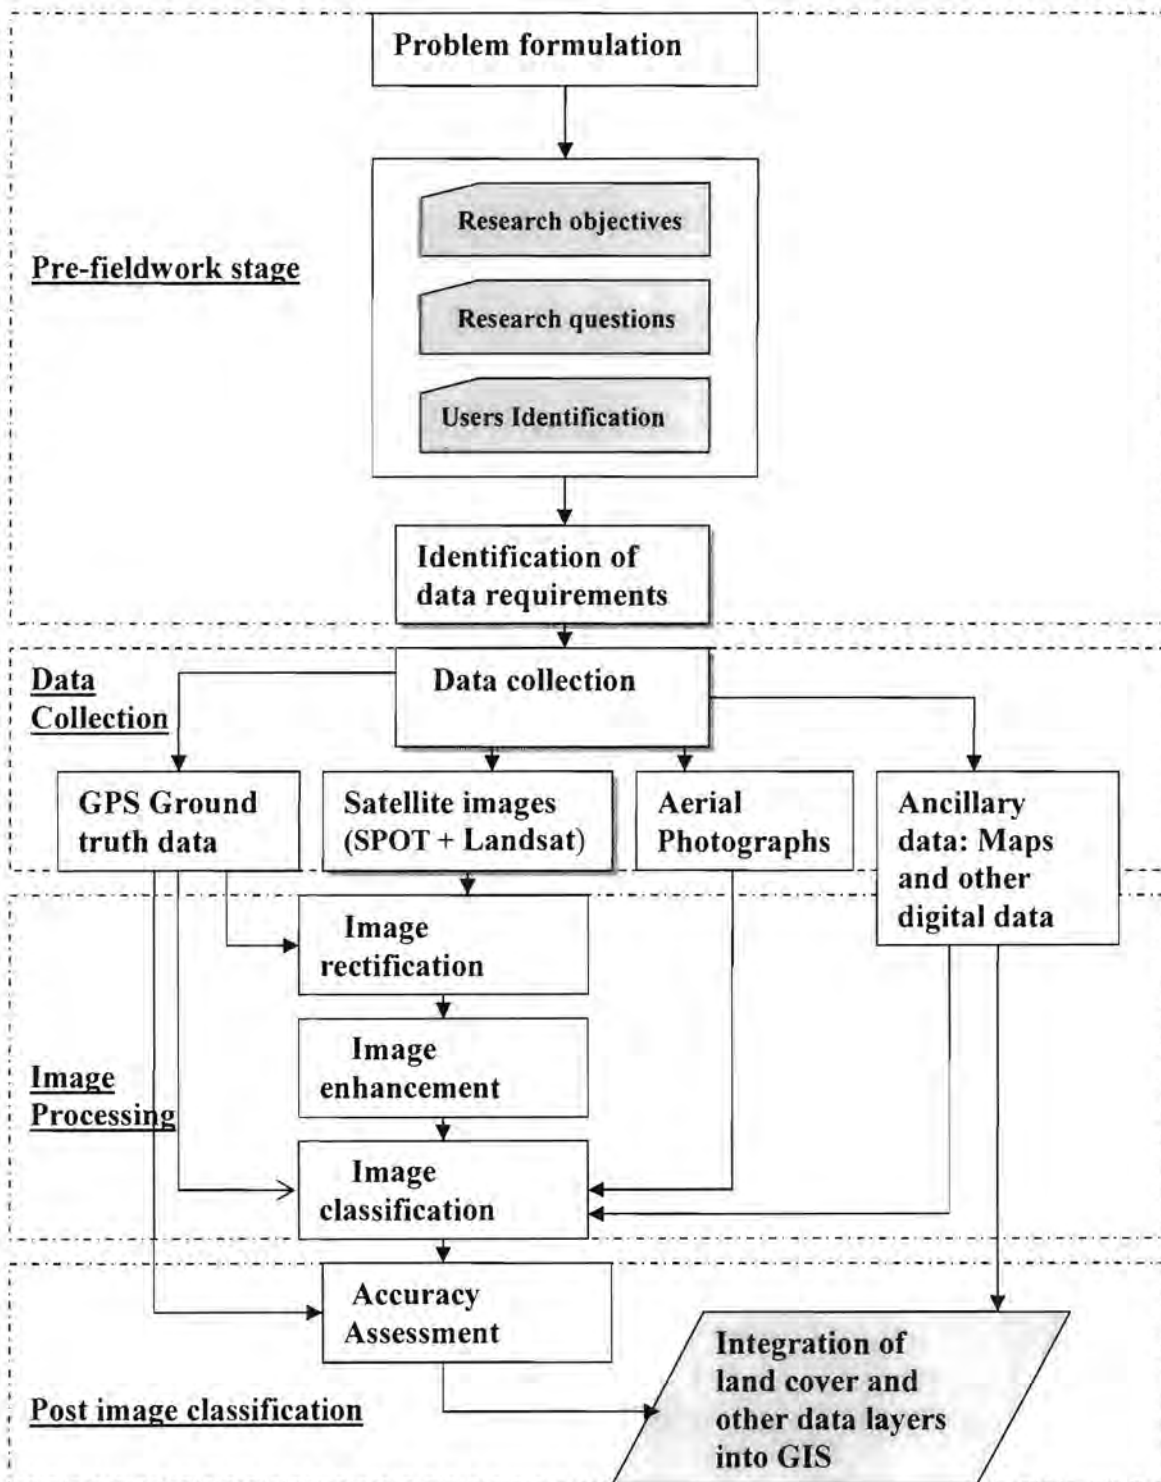 Problem formulation
Research objectives
Pre-fieldwork stage
Research questions
Users Identification
Identification of
data requirements
Data
Collection
Data collection
GPS Ground
truth data
Satellite images
(SPOT + Landsat)
Aerial
Photographs
Ancillary
data: Maps
and other
digital data
Image
rectification
Image
enhancement
Image
Processing
Image
classification
Accuracy
Assessment
Post image classification
Integration of
land cover and
other data layers
into GIS